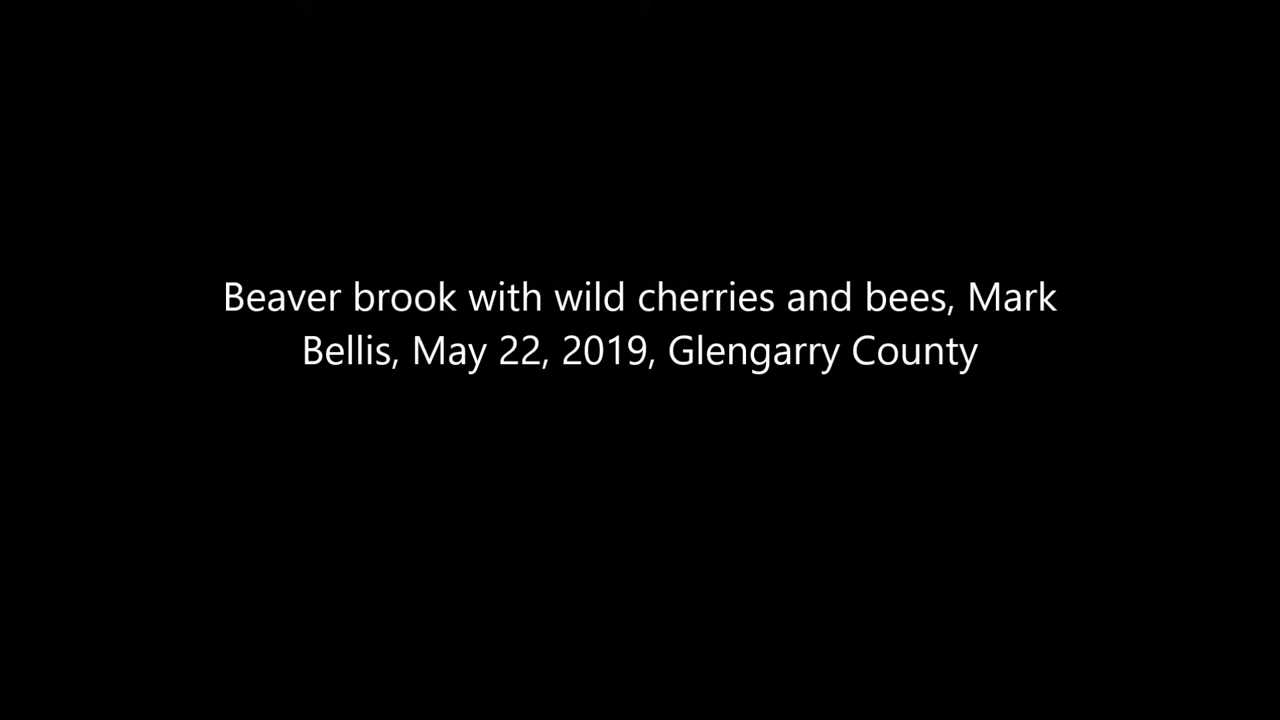 Beaver brook with wild cherries and bees, Mark
Bellis, May 22, 2019, Glengarry County